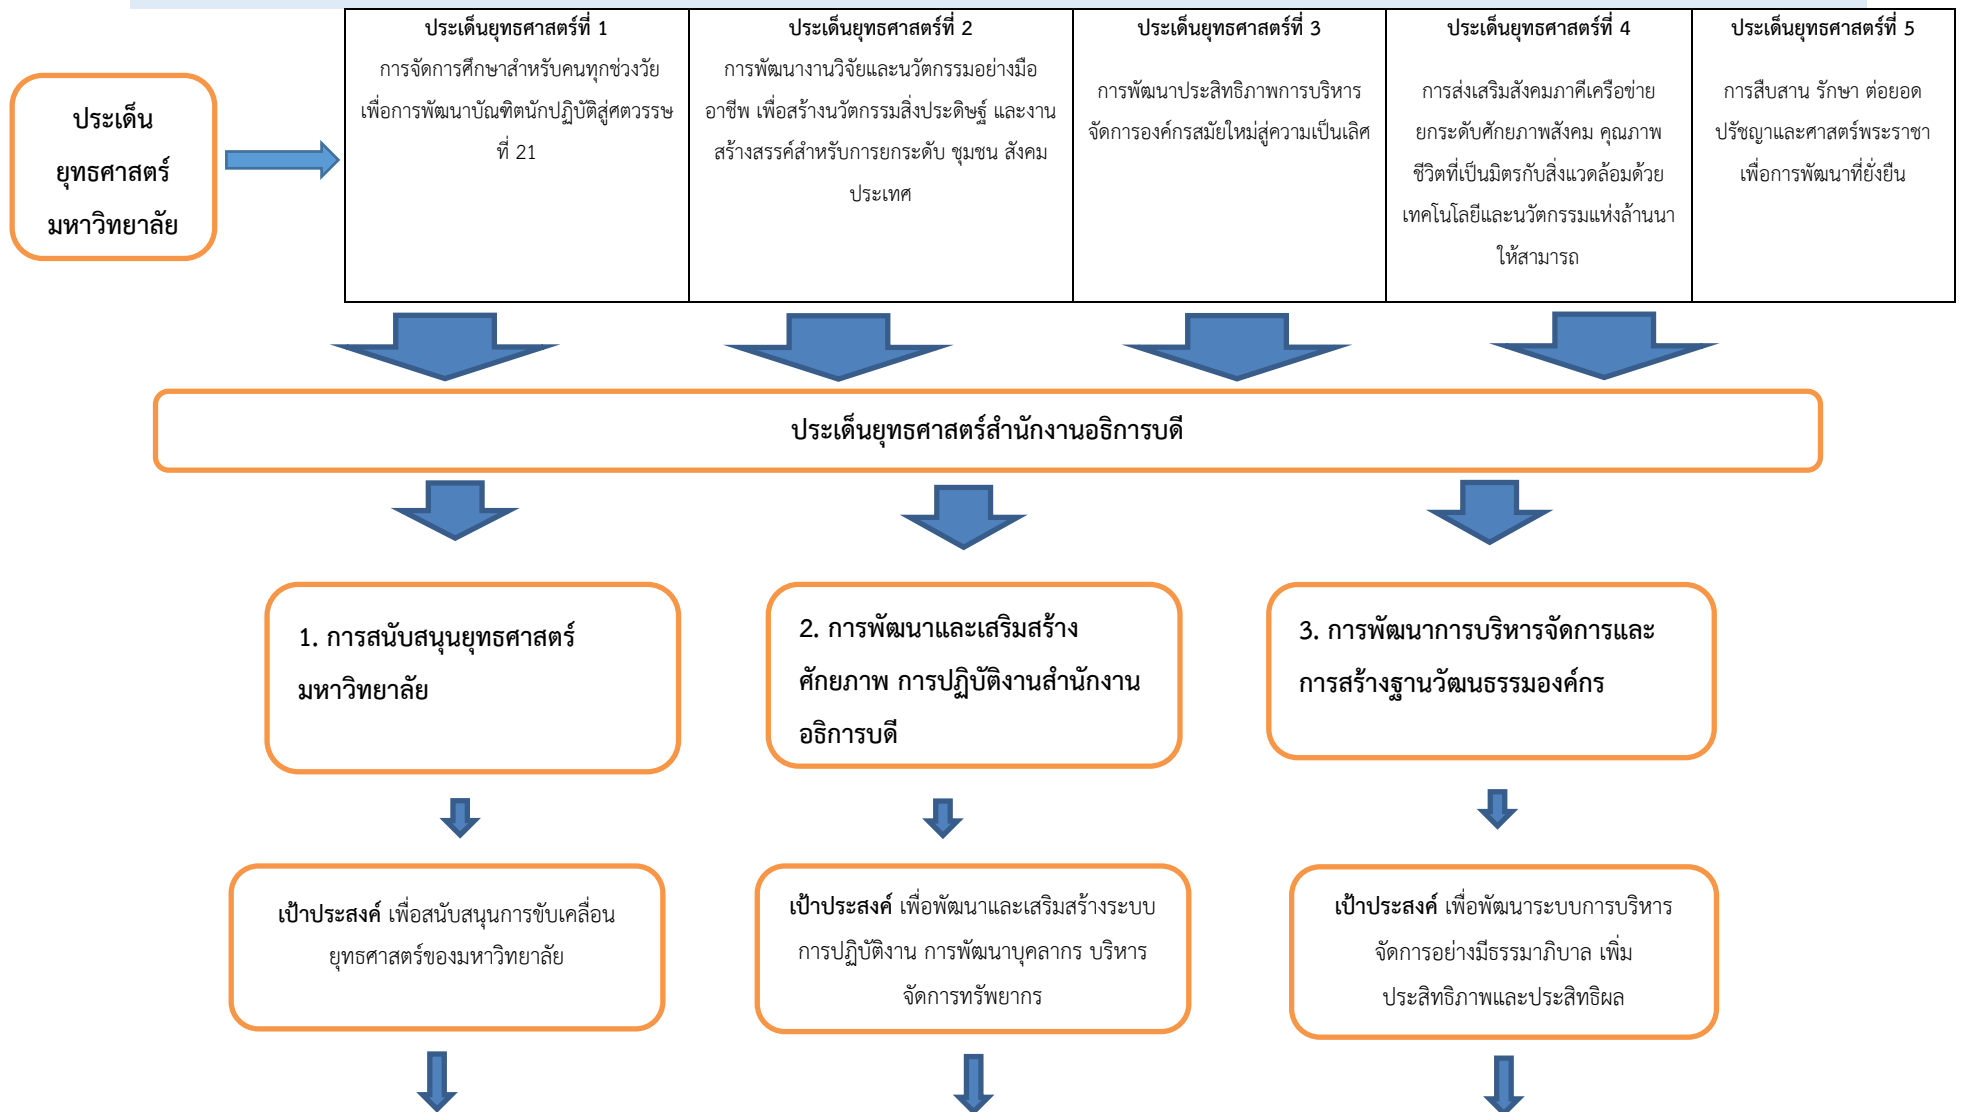 ประเด็น
ยุทธศาสตร์
มหาวิทยาลัย
ประเด็นยุทธศาสตร์ที่ 1
การจัดการศึกษาสำหรับคนทุกช่วงวัย
เพื่อการพัฒนาบัณฑิตนักปฏิบัติสู่ศตวรรษ
ที่ 21
ประเด็นยุทธศาสตร์ที่ 2
การพัฒนางานวิจัยและนวัตกรรมอย่างมือ
อาชีพ เพื่อสร้างนวัตกรรมสิ่งประดิษฐ์ และงาน
สร้างสรรค์สำหรับการยกระดับ ชุมชน สังคม
ประเทศ
ประเด็นยุทธศาสตร์ที่ 3
การพัฒนาประสิทธิภาพการบริหาร
จัดการองค์กรสมัยใหม่สู่ความเป็นเลิศ
ประเด็นยุทธศาสตร์ที่ 4
การส่งเสริมสังคมภาคีเครือข่าย
ยกระดับศักยภาพสังคม คุณภาพ
ชีวิตที่เป็นมิตรกับสิ่งแวดล้อมด้วย
เทคโนโลยีและนวัตกรรมแห่งล้านนา
ให้สามารถ
ประเด็นยุทธศาสตร์ที่ 5
การสืบสาน รักษา ต่อยอด
ปรัชญาและศาสตร์พระราชา
เพื่อการพัฒนาที่ยั่งยืน
ประเด็นยุทธศาสตร์สำนักงานอธิการบดี
1. การสนับสนุนยุทธศาสตร์
มหาวิทยาลัย
2. การพัฒนาและเสริมสร้าง
ศักยภาพ การปฏิบัติงานสำนักงาน
อธิการบดี
3. การพัฒนาการบริหารจัดการและ
การสร้างฐานวัฒนธรรมองค์กร
เป้าประสงค์ เพื่อสนับสนุนการขับเคลื่อน
ยุทธศาสตร์ของมหาวิทยาลัย
เป้าประสงค์ เพื่อพัฒนาและเสริมสร้างระบบ
การปฏิบัติงาน การพัฒนาบุคลากร บริหาร
จัดการทรัพยากร
เป้าประสงค์ เพื่อพัฒนาระบบการบริหาร
จัดการอย่างมีธรรมาภิบาล เพิ่ม
ประสิทธิภาพและประสิทธิผล